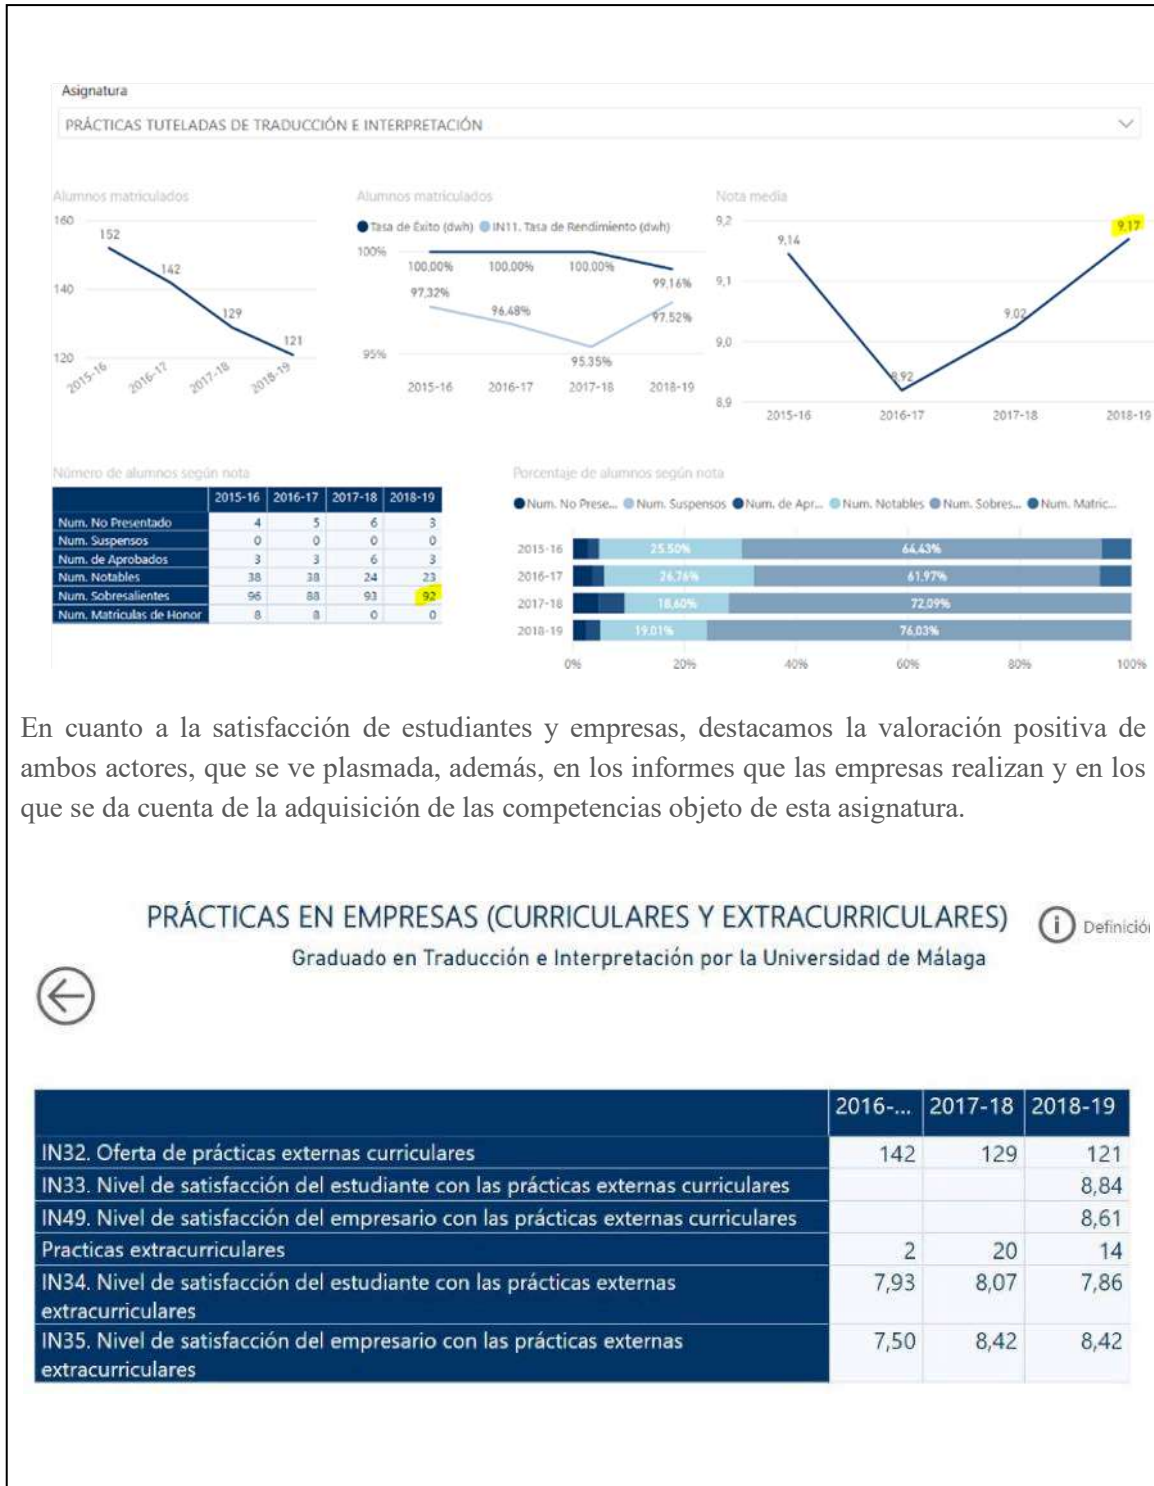 Asignatura
PRÁCTICAS TUTELADAS DE TRADUCCIÓN E INTERPRETACIÓN
Alumnos matriculados
160
140
120
152
142
129
121
2015-16 2016-17 2017-18 2018-19
Alumnos matriculados
Tasa de Éxito (dwh) IN11. Tasa de Rendimiento (dwh)
100%
95%
100,00% 100,00% 100,00% 99,16%
97,32% 96,48% 95,35% 97,52%
2015-16 2016-17 2017-18 2018-19
Nota media
9,2
9,1
9,0
8,9
9,14
8,92
9,02
9,17
2015-16 2016-17 2017-18 2018-19
Número de alumnos según nota
2015-16 2016-17 2017-18 2018-19
Num. No Presentado 4 5 6 3
Num. Suspensos 0 0 0 0
Num. de Aprobados 3 3 6 3
Num. Notables 38 38 24 23
Num. Sobresalientes 96 88 93 92
Num. Matriculas de Honor 8 8 0 0
Porcentaje de alumnos según nota
Num. No Prese... Num. Suspensos Num. de Apr... Num. Notables Num. Sobres... Num. Matric...
2015-16 25.50% 64,43%
2016-17 26,76% 61,97%
2017-18 18,60% 72,09%
2018-19 19,01% 76,03%
0% 20% 40% 60% 80% 100%
En cuanto a la satisfacción de estudiantes y empresas, destacamos la valoración positiva de
ambos actores, que se ve plasmada, además, en los informes que las empresas realizan y en los
que se da cuenta de la adquisición de las competencias objeto de esta asignatura.
PRÁCTICAS EN EMPRESAS (CURRICULARES Y EXTRACURRICULARES)
i Definició
Graduado en Traducción e Interpretación por la Universidad de Málaga
2016-... 2017-18 2018-19
IN32. Oferta de prácticas externas curriculares 142 129 121
IN33. Nivel de satisfacción del estudiante con las prácticas externas curriculares 8,84
IN49. Nivel de satisfacción del empresario con las prácticas externas curriculares 8,61
Practicas extracurriculares 2 20 14
IN34. Nivel de satisfacción del estudiante con las prácticas externas 7,93 8,07 7,86
extracurriculares
IN35. Nivel de satisfacción del empresario con las prácticas externas 7,50 8,42 8,42
extracurriculares